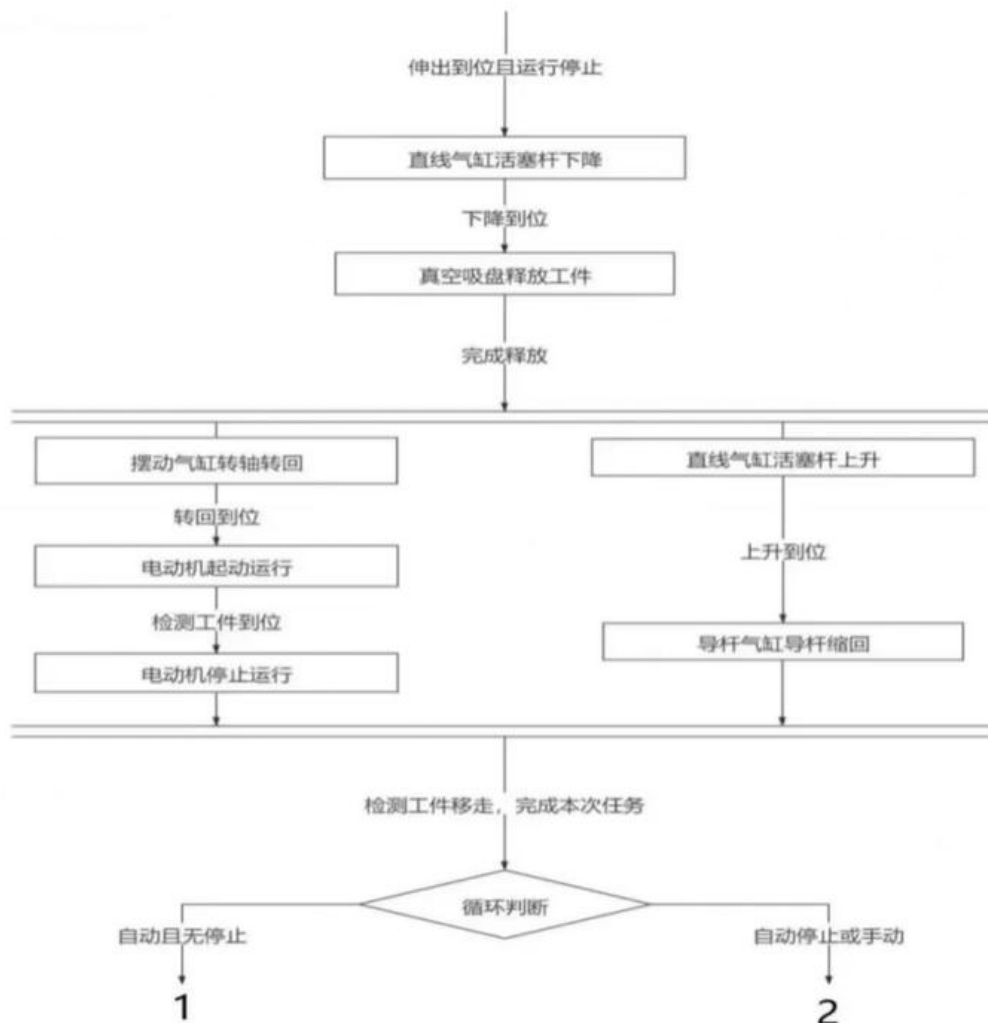 伸出到位且运行停止
直线气缸活塞杆下降
下降到位
真空吸盘释放工件
完成释放
摆动气缸转轴转回
转回到位
电动机起动运行
检测工件到位
电动机停止运行
直线气缸活塞杆上升
上升到位
导杆气缸导杆缩回
检测工件移走，完成本次任务
循环判断
自动且无停止
1
自动停止或手动
2